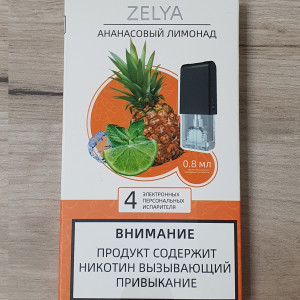 ZELYA
АНАНАСОВЫЙ ЛИМОНАД
0.8 мл
4 ЭЛЕКТРОННЫХ
ПЕРСОНАЛЬНЫХ
ИСПАРИТЕЛЯ
ВНИМАНИЕ
ПРОДУКТ СОДЕРЖИТ
НИКОТИН ВЫЗЫВАЮЩИЙ
ПРИВЫКАНИЕ